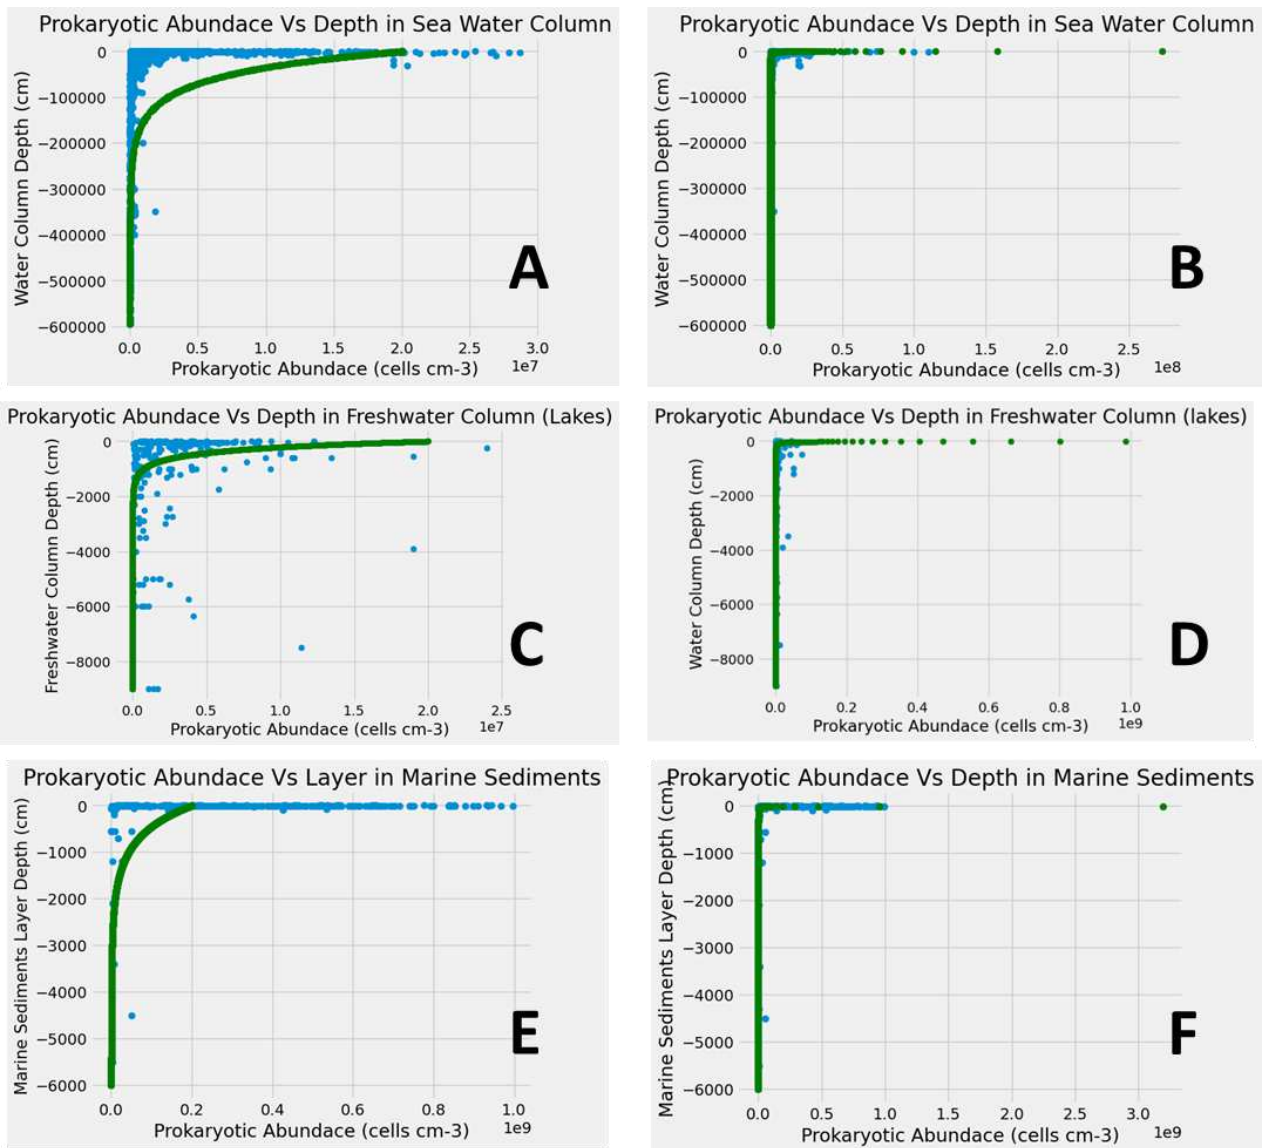 Prokaryotic Abundace Vs Depth in Sea Water Column
Water Column Depth (cm)
0
−100000
−200000
−300000
−400000
−500000
−600000
A
0.0 0.5 1.0 1.5 2.0 2.5 3.0
1e7
Prokaryotic Abundace (cells cm-3)
Prokaryotic Abundace Vs Depth in Sea Water Column
Water Column Depth (cm)
0
−100000
−200000
−300000
−400000
−500000
−600000
B
0.0 0.5 1.0 1.5 2.0 2.5
1e8
Prokaryotic Abundace (cells cm-3)
Prokaryotic Abundace Vs Depth in Freshwater Column (Lakes)
Freshwater Column Depth (cm)
0
−2000
−4000
−6000
−8000
C
0.0 0.5 1.0 1.5 2.0 2.5
1e7
Prokaryotic Abundace (cells cm-3)
Prokaryotic Abundace Vs Depth in Freshwater Column (lakes)
Water Column Depth (cm)
0
−2000
−4000
−6000
−8000
D
0.0 0.2 0.4 0.6 0.8 1.0
1e9
Prokaryotic Abundace (cells cm-3)
Prokaryotic Abundace Vs Layer in Marine Sediments
Marine Sediments Layer Depth (cm)
0
−1000
−2000
−3000
−4000
−5000
−6000
E
0.0 0.2 0.4 0.6 0.8 1.0
1e9
Prokaryotic Abundace (cells cm-3)
Prokaryotic Abundace Vs Depth in Marine Sediments
Marine Sediments Layer Depth (cm)
0
−1000
−2000
−3000
−4000
−5000
−6000
F
0.0 0.5 1.0 1.5 2.0 2.5 3.0
1e9
Prokaryotic Abundace (cells cm-3)